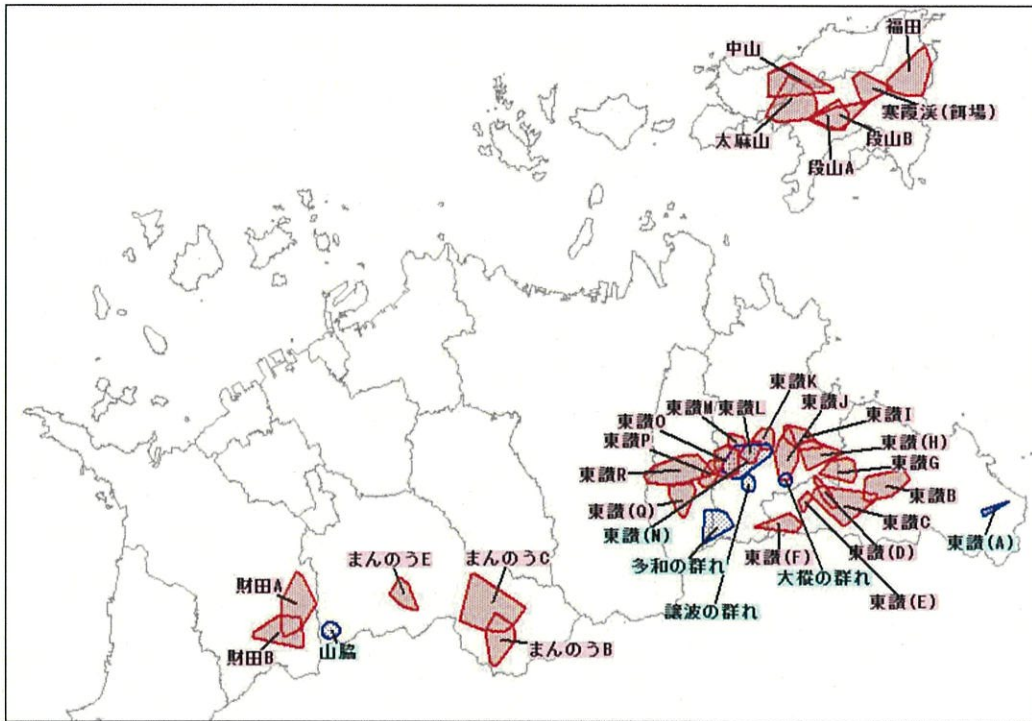 福田
中山
寒霞渓(餌場)
太麻山
段山B
段山A
東讃K
東讃M
東讃L
東讃J
東讃O
東讃I
東讃P
東讃(H)
東讃R
東讃G
東讃B
東讃(Q)
東讃C
東讃(N)
東讃(A)
東讃(D)
多和の群れ
東讃(F)
大樅の群れ
東讃(E)
譲波の群れ
まんのうE
まんのうC
財田A
まんのうB
財田B
山脇